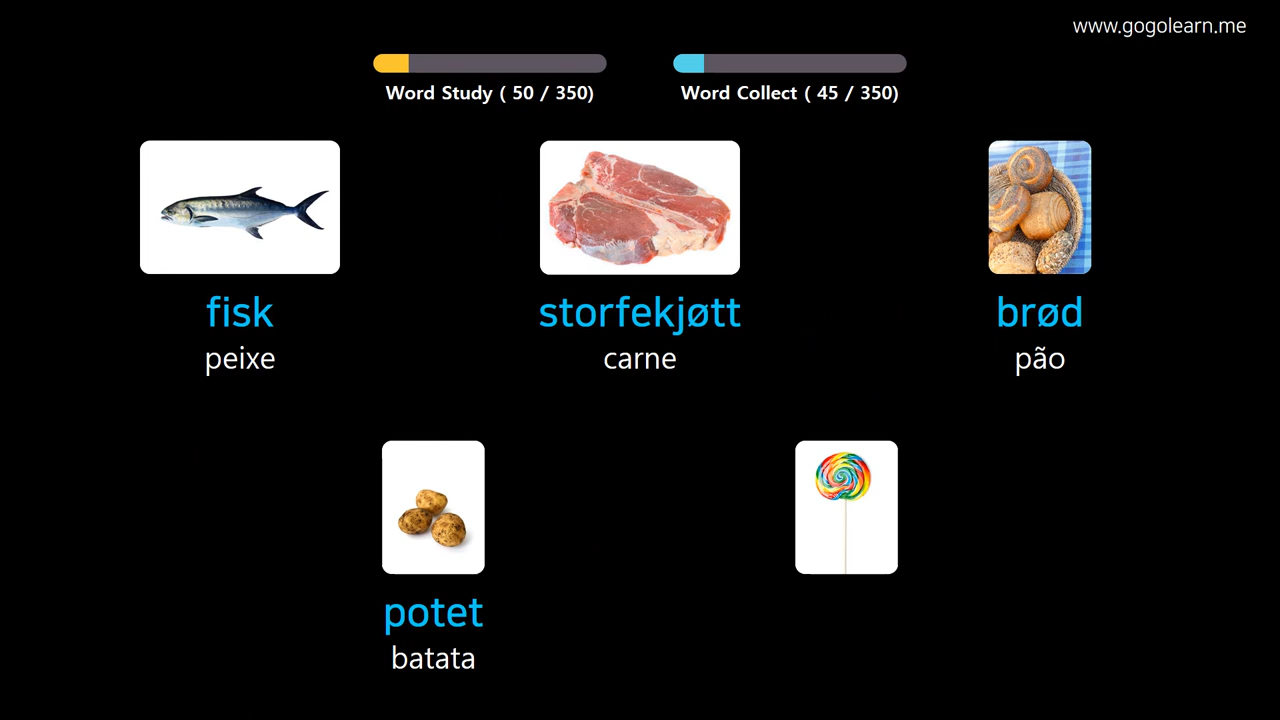 www.gogolearn.me
Word Study ( 50 / 350)
Word Collect ( 45 / 350)
fisk
peixe
storfekjøtt
carne
brød
pão
potet
batata